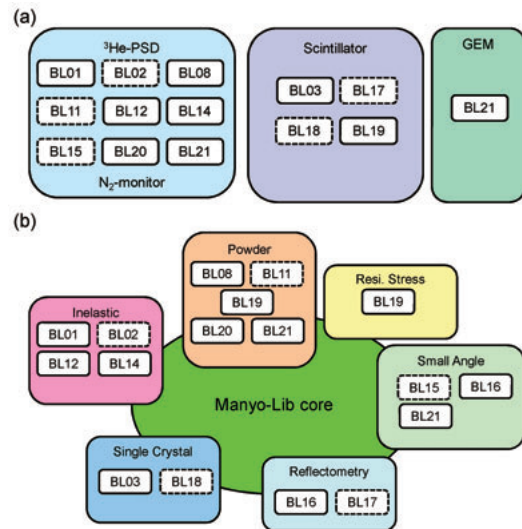 (a)
³He-PSD
BL01 BL02 BL08
BL11 BL12 BL14
BL15 BL20 BL21
N₂-monitor
Scintillator
BL03 BL17
BL18 BL19
GEM
BL21
(b)
Powder
BL08 BL11
BL19
BL20 BL21
Resi. Stress
BL19
Inelastic
BL01 BL02
BL12 BL14
Small Angle
BL15 BL16
BL21
Manyo-Lib core
Single Crystal
BL03 BL18
Reflectometry
BL16 BL17